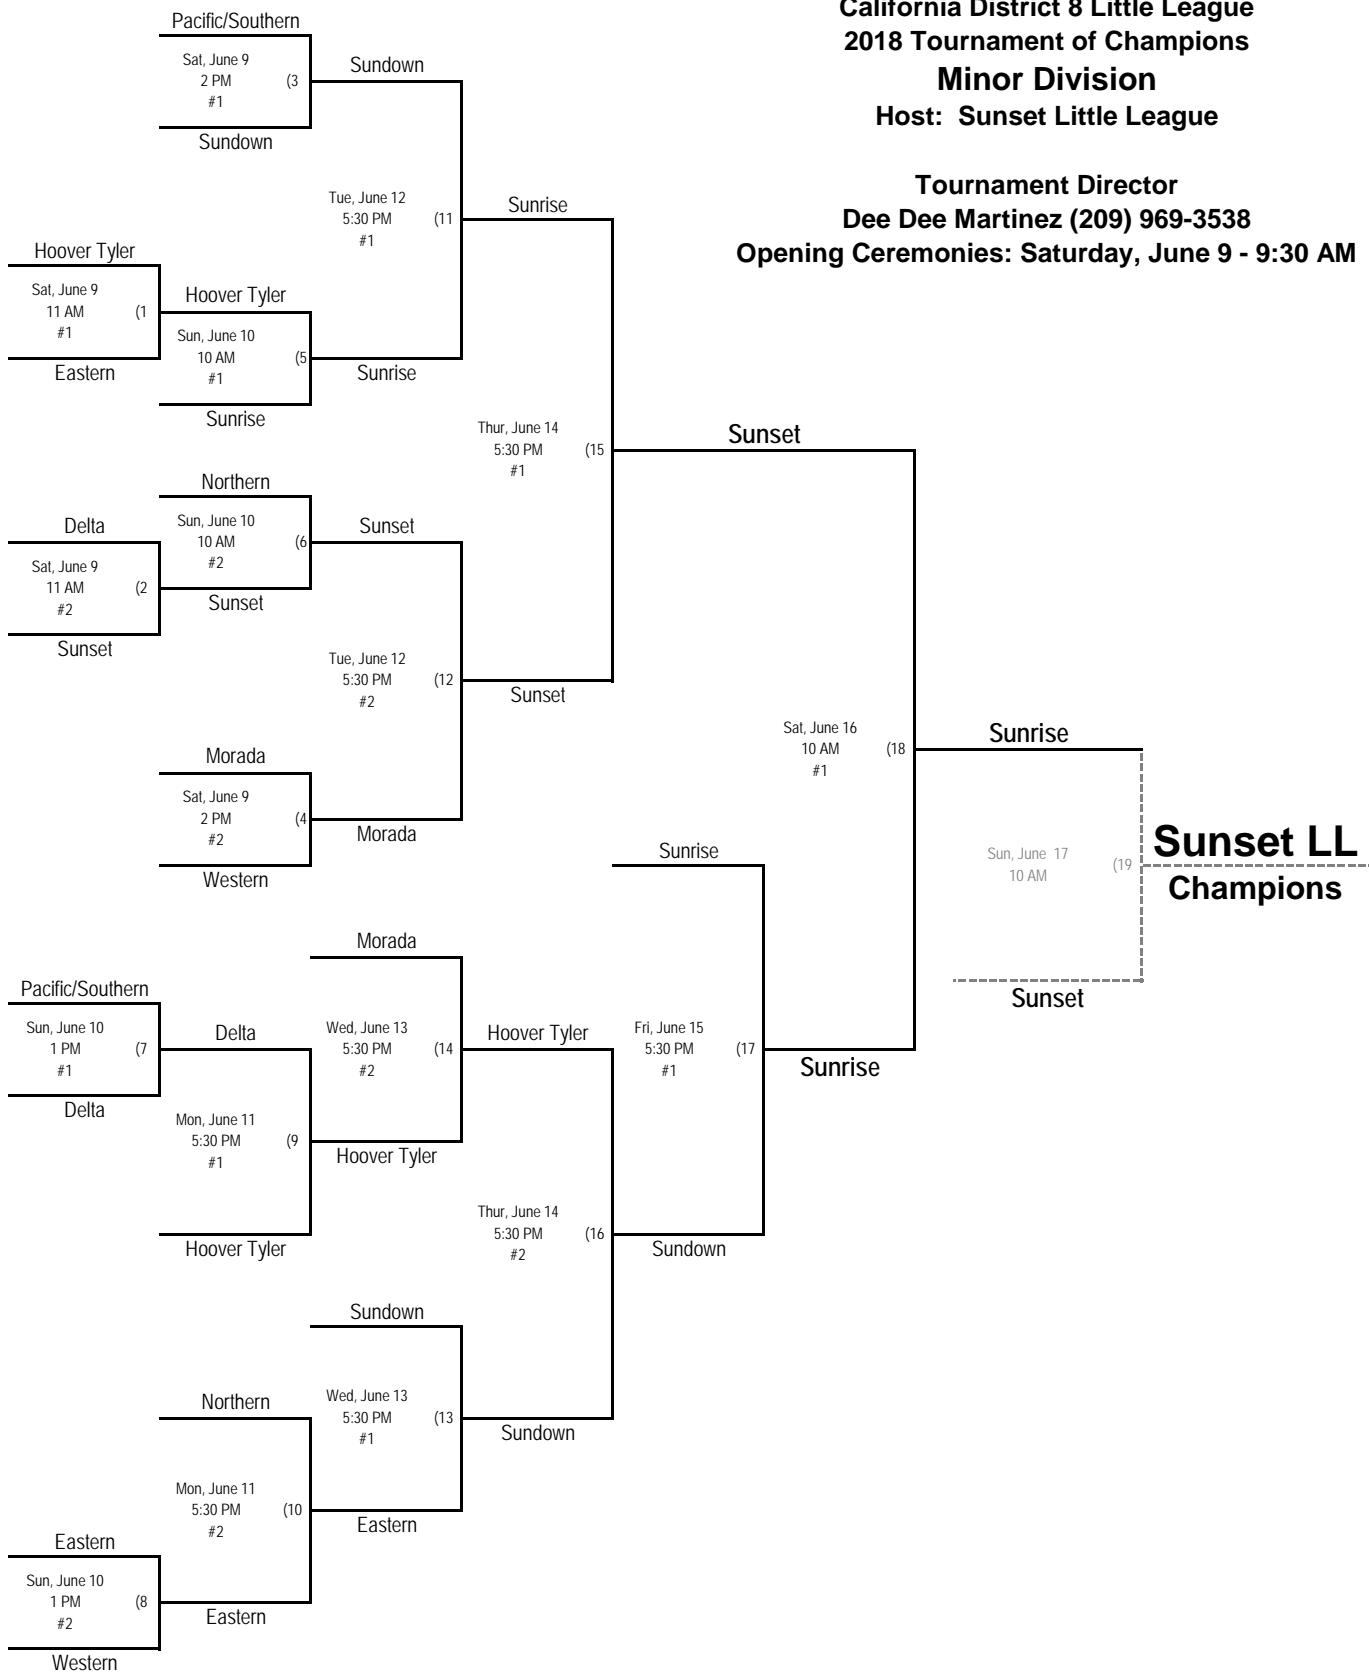 California District 8 Little League
2018 Tournament of Champions
Minor Division
Host: Sunset Little League
Tournament Director
Dee Dee Martinez (209) 969-3538
Opening Ceremonies: Saturday, June 9 - 9:30 AM
Pacific/Southern
Sat, June 9
2 PM (3
#1
Sundown
Sundown
Tue, June 12
5:30 PM (11
#1
Sunrise
Hoover Tyler
Sat, June 9
11 AM (1
#1
Eastern
Hoover Tyler
Sun, June 10
10 AM (5
#1
Sunrise
Sunrise
Thur, June 14
5:30 PM (15
#1
Sunset
Northern
Sun, June 10
10 AM (6
#2
Sunset
Sunset
Delta
Sat, June 9
11 AM (2
#2
Sunset
Tue, June 12
5:30 PM (12
#2
Sunset
Morada
Sat, June 9
2 PM (4
#2
Western
Morada
Sat, June 16
10 AM (18
#1
Sunrise
Sun, June 17
10 AM (19
Sunset LL
Champions
Sunset
Sunrise
Fri, June 15
5:30 PM (17
#1
Sunrise
Morada
Wed, June 13
5:30 PM (14
#2
Hoover Tyler
Hoover Tyler
Pacific/Southern
Sun, June 10
1 PM (7
#1
Delta
Delta
Mon, June 11
5:30 PM (9
#1
Hoover Tyler
Thur, June 14
5:30 PM (16
#2
Sundown
Sundown
Wed, June 13
5:30 PM (13
#1
Sundown
Northern
Mon, June 11
5:30 PM (10
#2
Eastern
Eastern
Sun, June 10
1 PM (8
#2
Eastern
Western